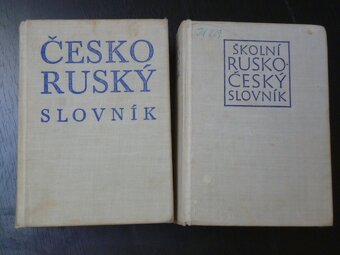 ČESKO
RUSKÝ
SLOVNÍK
ŠKOLNÍ
RUSKO-
ČESKÝ
SLOVNÍK